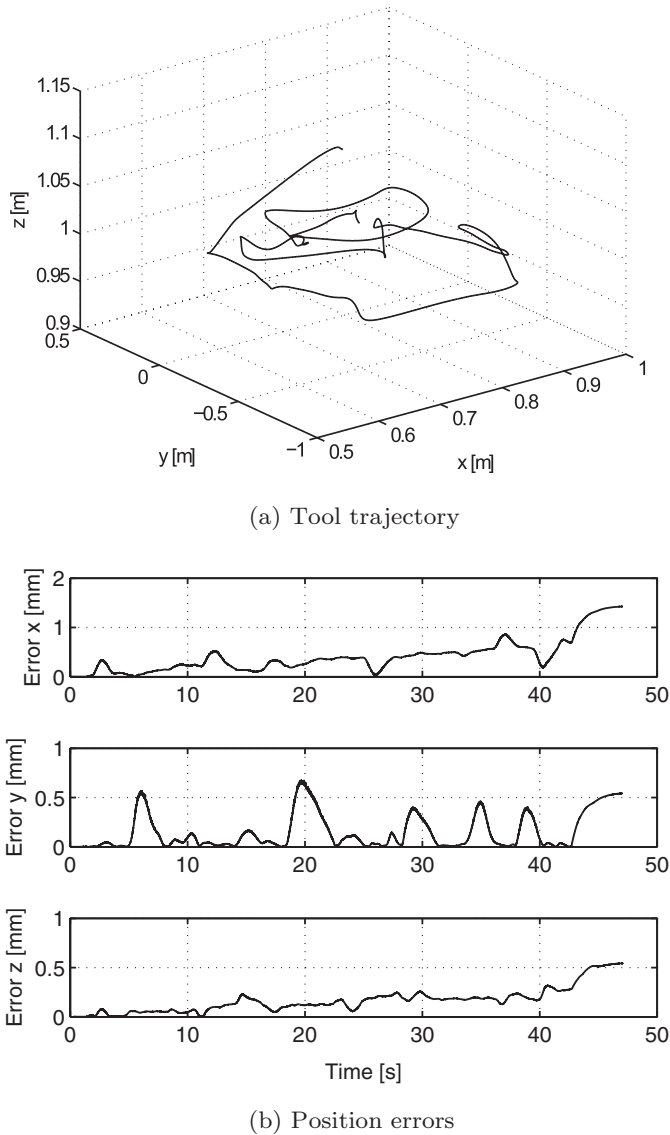 1.15
1.1
1.05
1
0.95
0.9
z [m]
0.5
0
−0.5
−1
y [m]
0.5
0.6
0.7
0.8
0.9
1
x [m]
(a) Tool trajectory
Error x [mm]
2
1
0
0 10 20 30 40 50
Error y [mm]
1
0.5
0
0 10 20 30 40 50
Error z [mm]
1
0.5
0
0 10 20 30 40 50
Time [s]
(b) Position errors